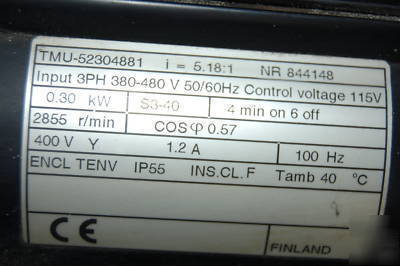 TMU-52304881 i = 5.18:1 NR 844148
Input 3PH 380-480 V 50/60Hz Control voltage 115V
0.30 kW S3-40 4 min on 6 off
2855 r/min COSφ 0.57
400 V Y 1.2 A 100 Hz
ENCL TENV IP55 INS.CL. F Tamb 40 °C
CE
FINLAND